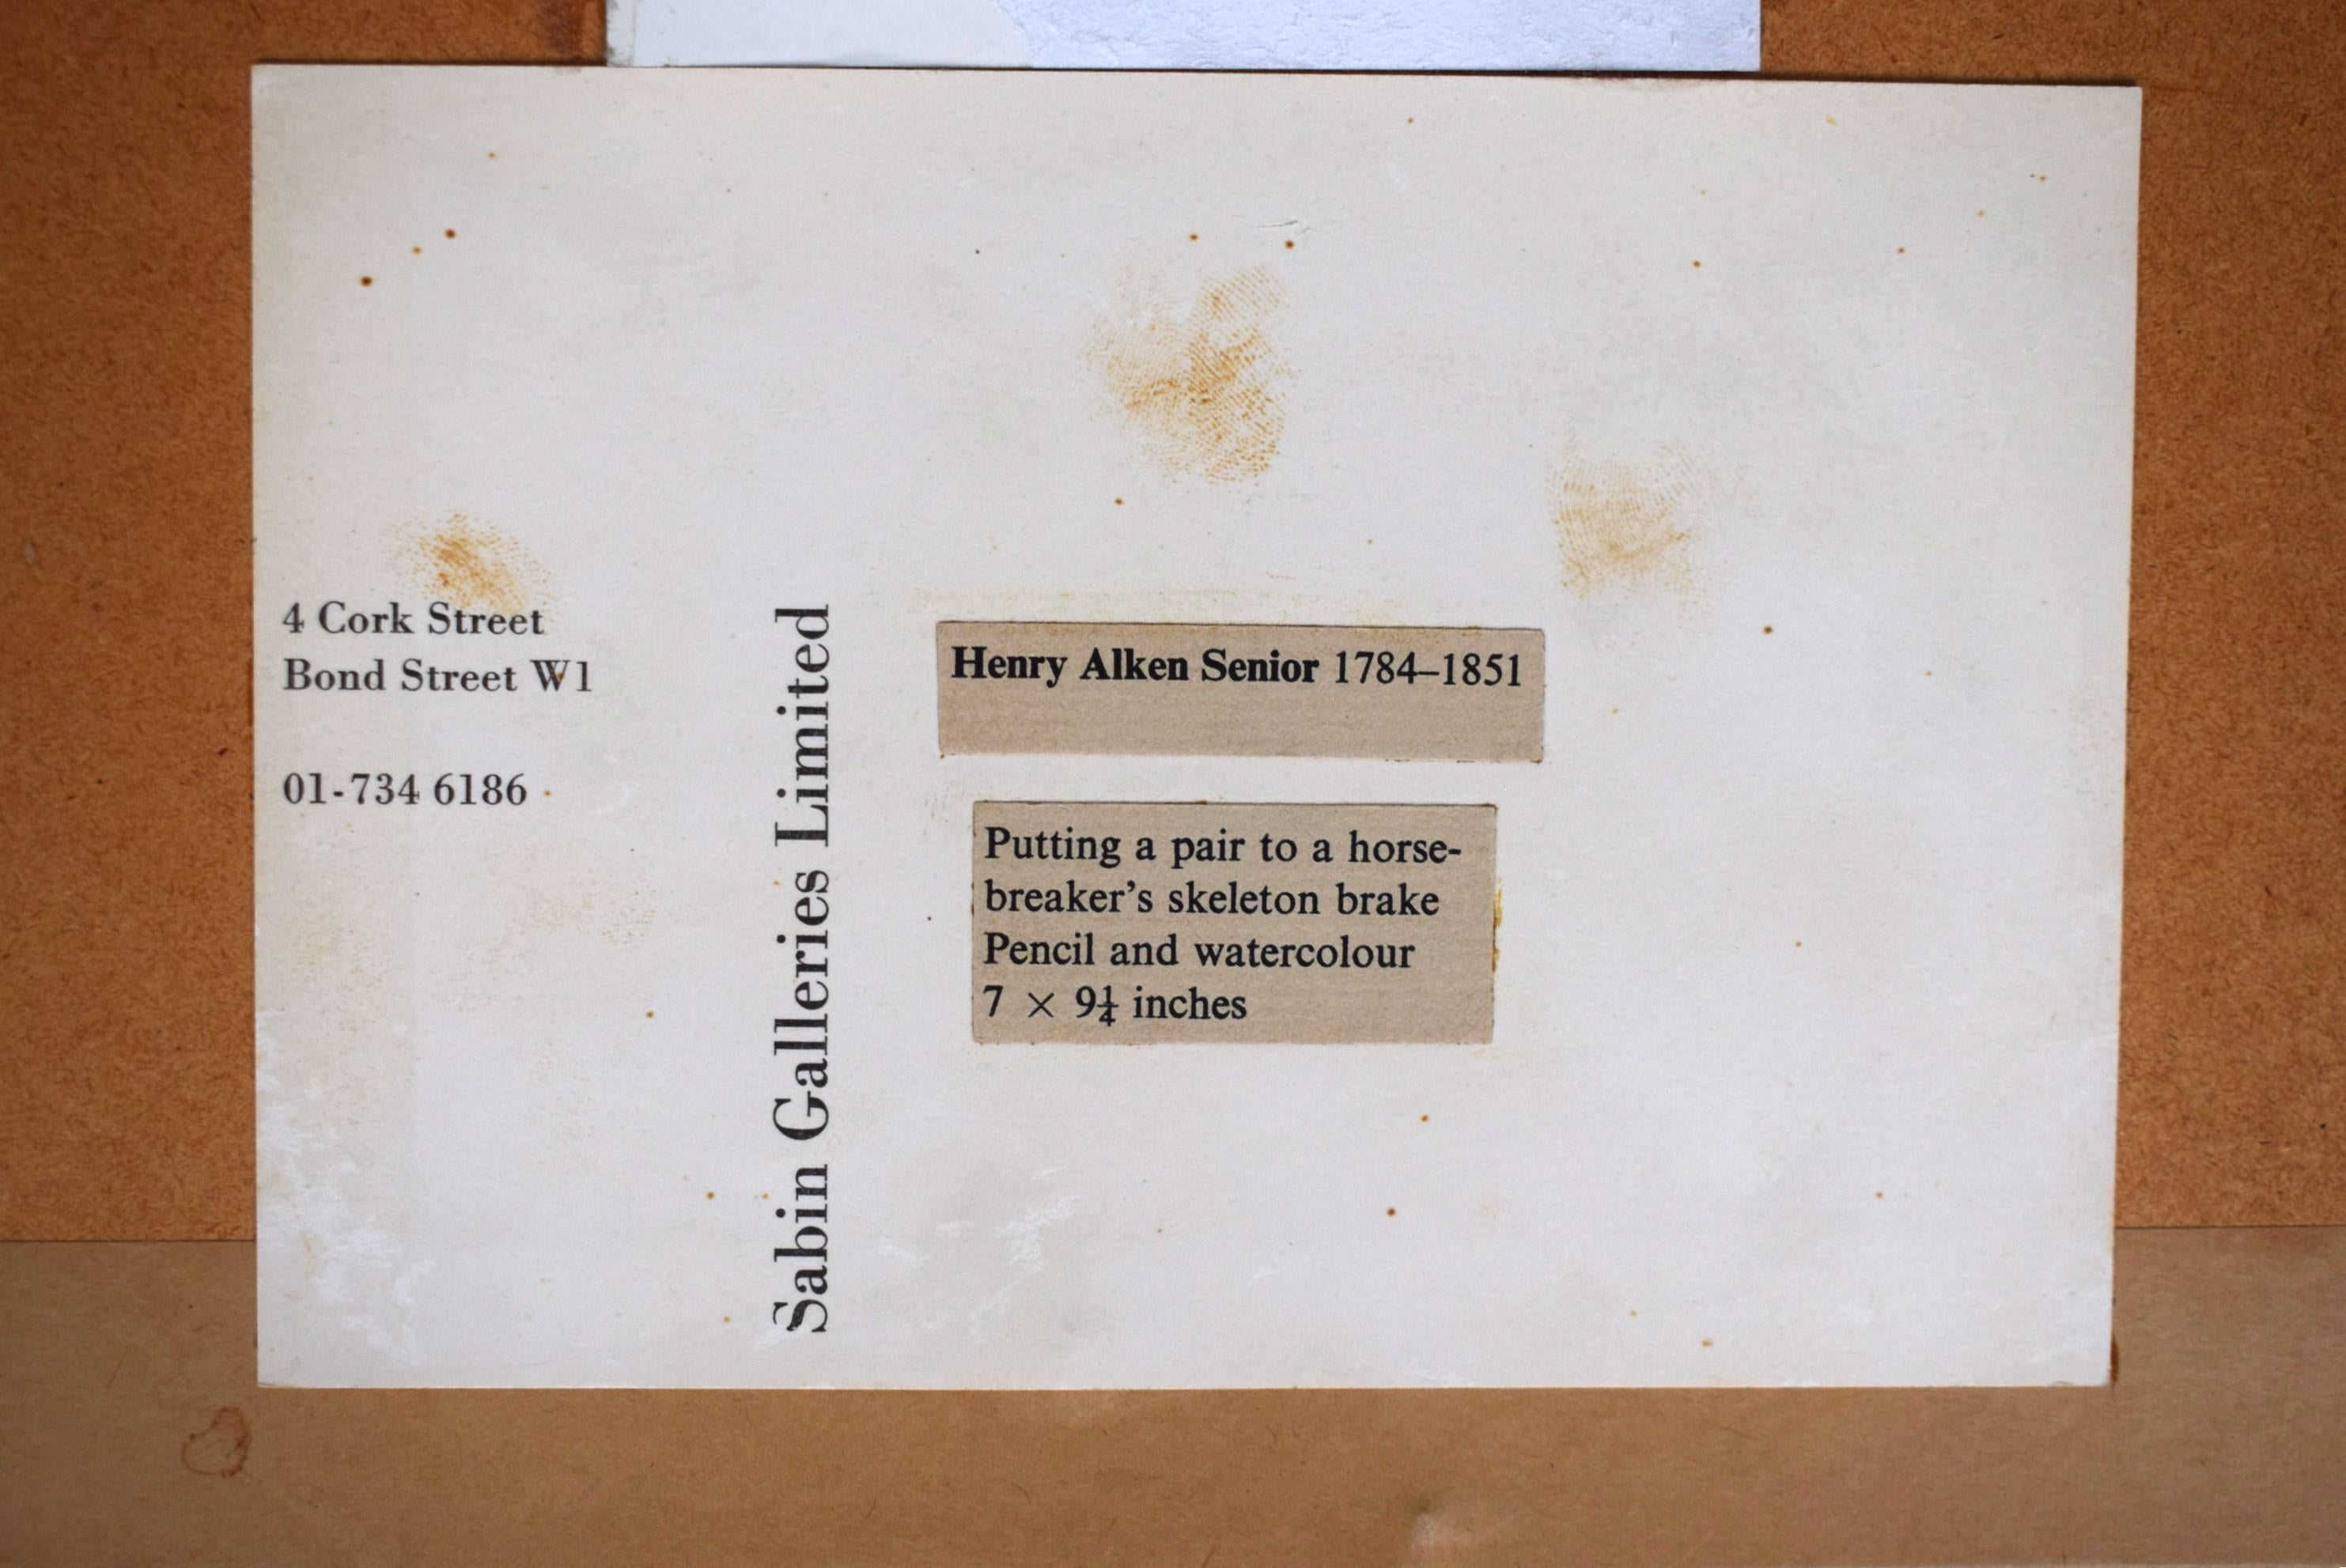 4 Cork Street
Bond Street W1
01-734 6186
Sabin Galleries Limited
Henry Alken Senior 1784–1851
Putting a pair to a horse-
breaker’s skeleton brake
Pencil and watercolour
7 × 9¼ inches